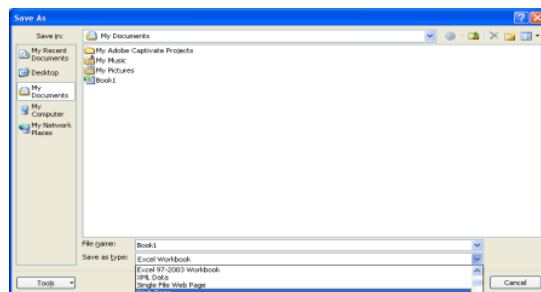 Save As
Save in:
My Documents
My Recent
Documents
Desktop
My
Documents
My
Computer
My Network
Places
My Adobe Captivate Projects
My Music
My Pictures
Book1
File name:
Book1
Save as type:
Excel Workbook
Excel 97-2003 Workbook
XML Data
Single File Web Page
Web Page
Tools
Cancel